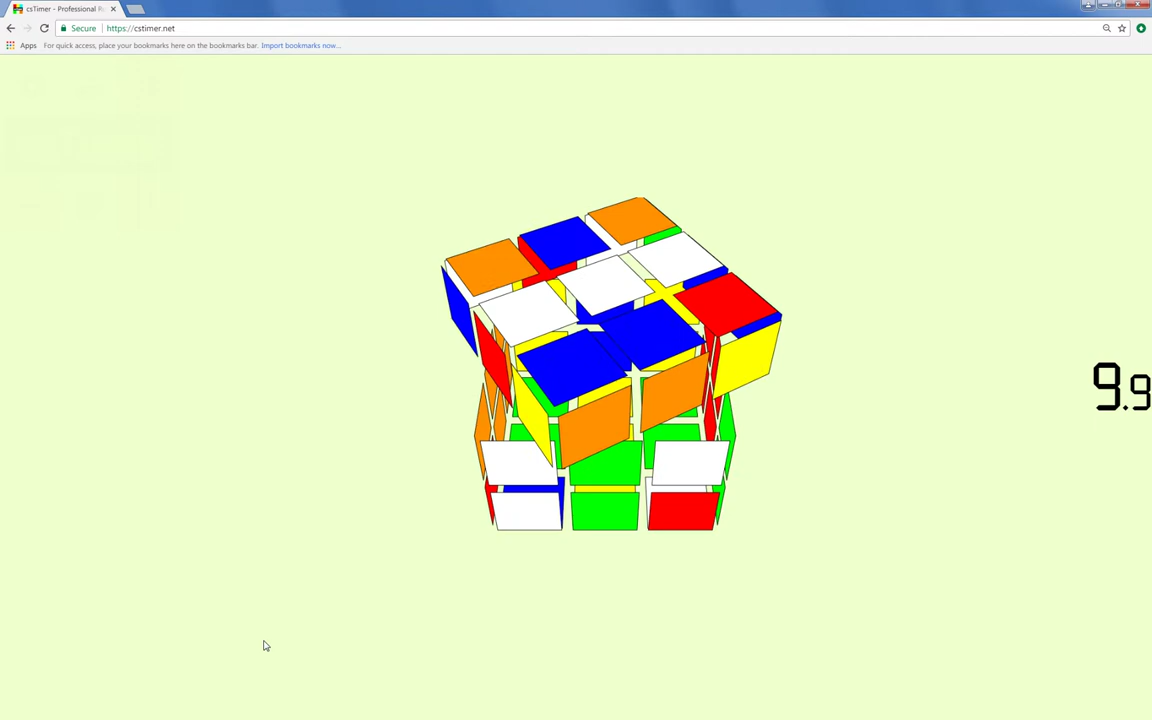 csTimer - Professional R
Secure https://cstimer.net
Apps For quick access, place your bookmarks here on the bookmarks bar. Import bookmarks now...
9.9